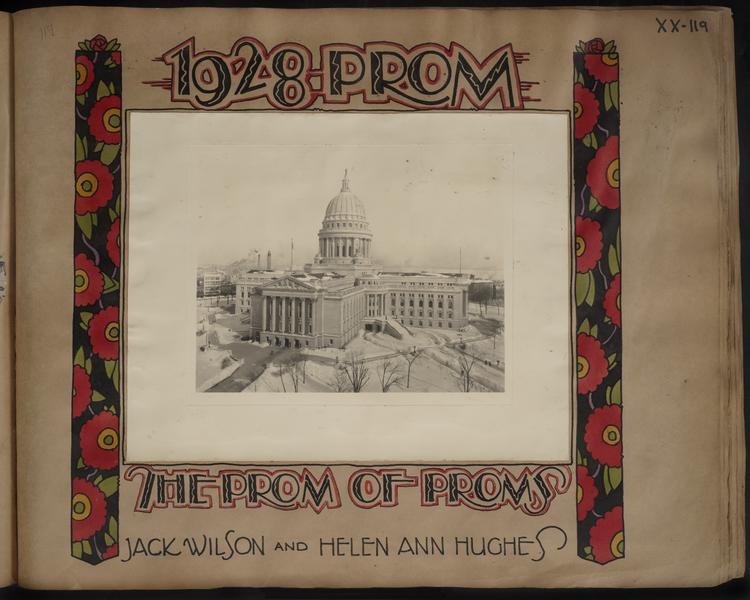 XX-119
1928-PROM
THE-PROM OF-PROMS
JACK WILSON AND HELEN ANN HUGHES